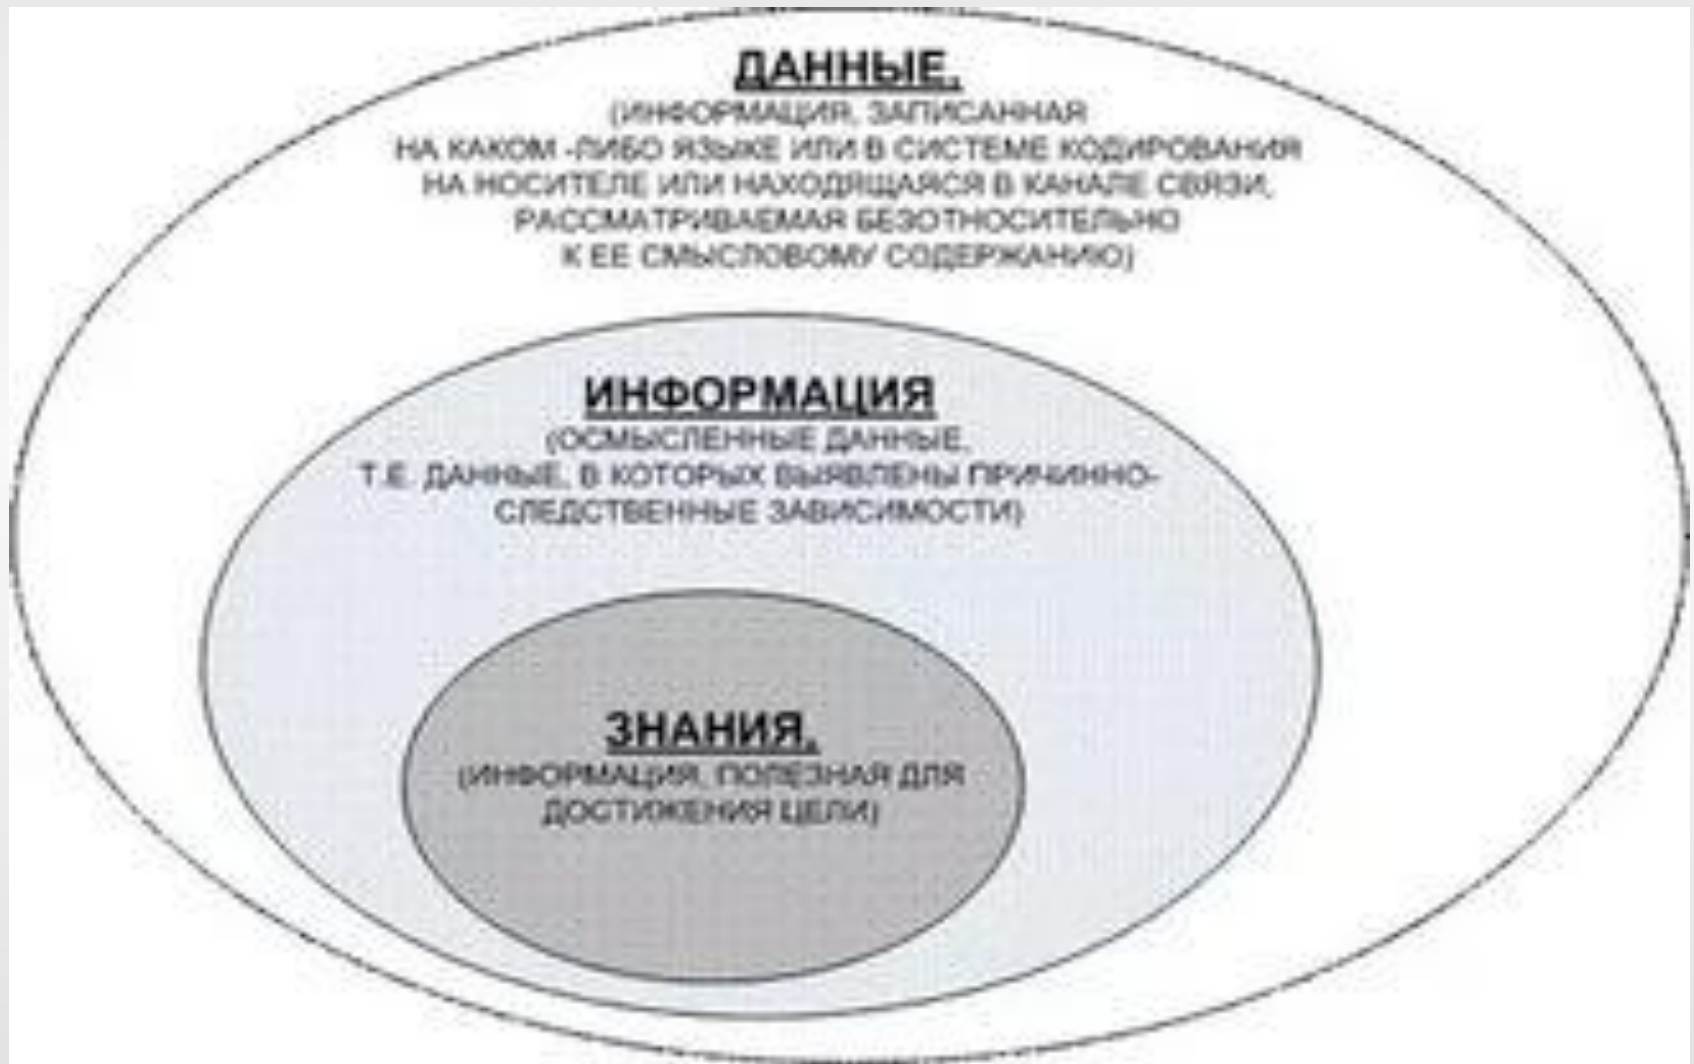 ДАННЫЕ,
(ИНФОРМАЦИЯ, ЗАПИСАННАЯ
НА КАКОМ -ЛИБО ЯЗЫКЕ ИЛИ В СИСТЕМЕ КОДИРОВАНИЯ
НА НОСИТЕЛЕ ИЛИ НАХОДЯЩАЯСЯ В КАНАЛЕ СВЯЗИ,
РАССМАТРИВАЕМАЯ БЕЗОТНОСИТЕЛЬНО
К ЕЕ СМЫСЛОВОМУ СОДЕРЖАНИЮ)
ИНФОРМАЦИЯ
(ОСМЫСЛЕННЫЕ ДАННЫЕ,
Т.Е. ДАННЫЕ, В КОТОРЫХ ВЫЯВЛЕНЫ ПРИЧИННО-
СЛЕДСТВЕННЫЕ ЗАВИСИМОСТИ)
ЗНАНИЯ,
(ИНФОРМАЦИЯ, ПОЛЕЗНАЯ ДЛЯ
ДОСТИЖЕНИЯ ЦЕЛИ)